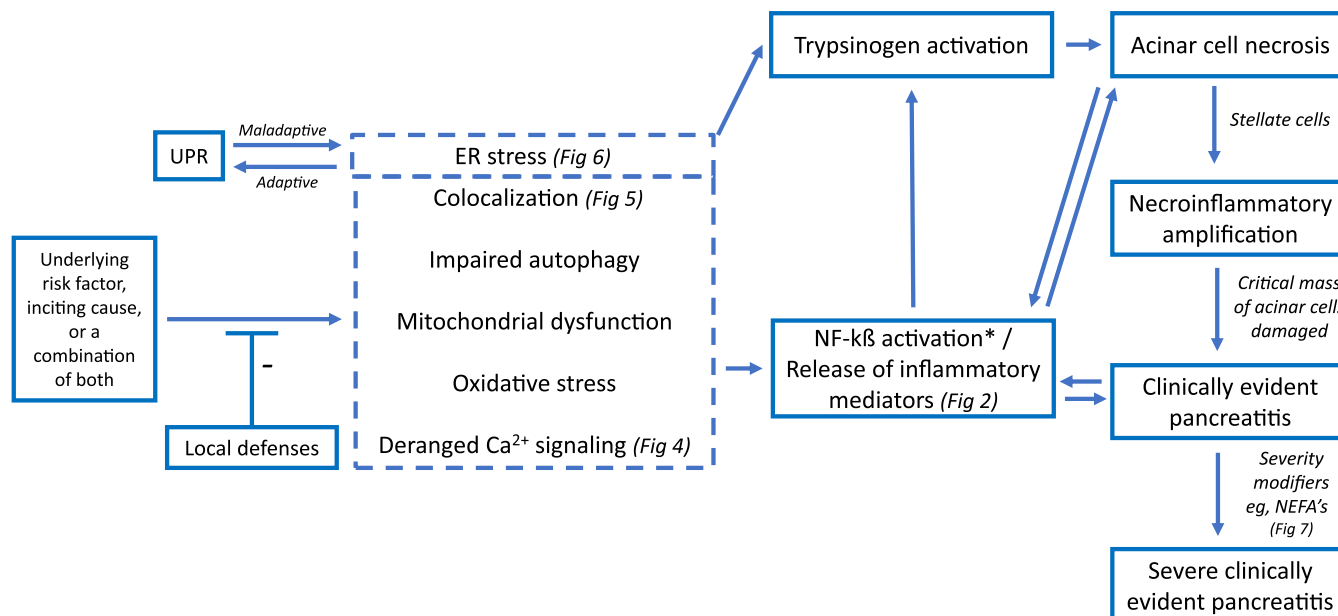 Trypsinogen activation
Acinar cell necrosis
Stellate cells
Maladaptive
UPR
Adaptive
ER stress (Fig 6)
Colocalization (Fig 5)
Impaired autophagy
Mitochondrial dysfunction
Oxidative stress
Deranged Ca²⁺ signaling (Fig 4)
Underlying
risk factor,
inciting cause,
or a
combination
of both
-
Local defenses
NF-kß activation* /
Release of inflammatory
mediators (Fig 2)
Necroinflammatory
amplification
Critical mass
of acinar cells
damaged
Clinically evident
pancreatitis
Severity
modifiers
eg, NEFA's
(Fig 7)
Severe clinically
evident pancreatitis